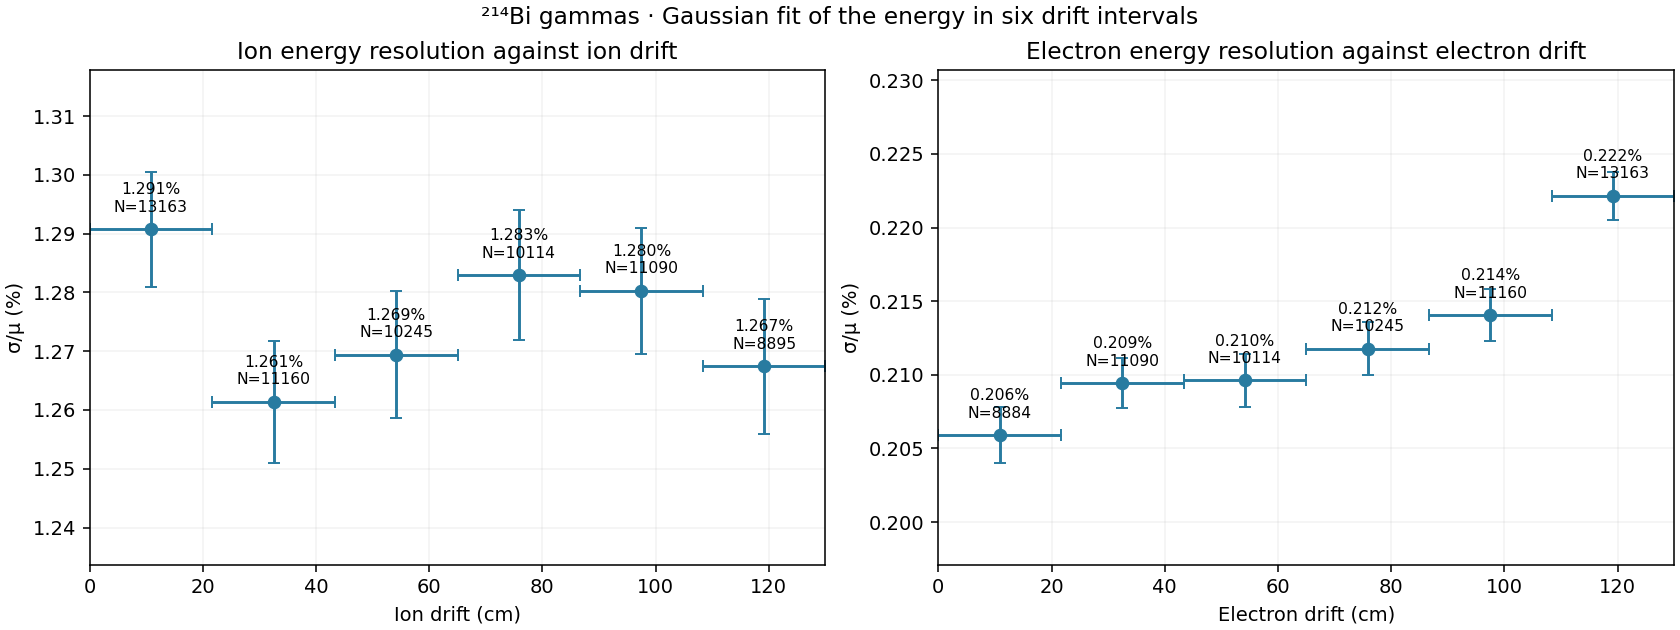 ²¹⁴Bi gammas · Gaussian fit of the energy in six drift intervals
Ion energy resolution against ion drift
σ/μ (%)
1.31
1.30
1.29
1.28
1.27
1.26
1.25
1.24
1.291%
N=13163
1.261%
N=11160
1.269%
N=10245
1.283%
N=10114
1.280%
N=11090
1.267%
N=8895
0 20 40 60 80 100 120
Ion drift (cm)
Electron energy resolution against electron drift
σ/μ (%)
0.230
0.225
0.220
0.215
0.210
0.205
0.200
0.206%
N=8884
0.209%
N=11090
0.210%
N=10114
0.212%
N=10245
0.214%
N=11160
0.222%
N=13163
0 20 40 60 80 100 120
Electron drift (cm)